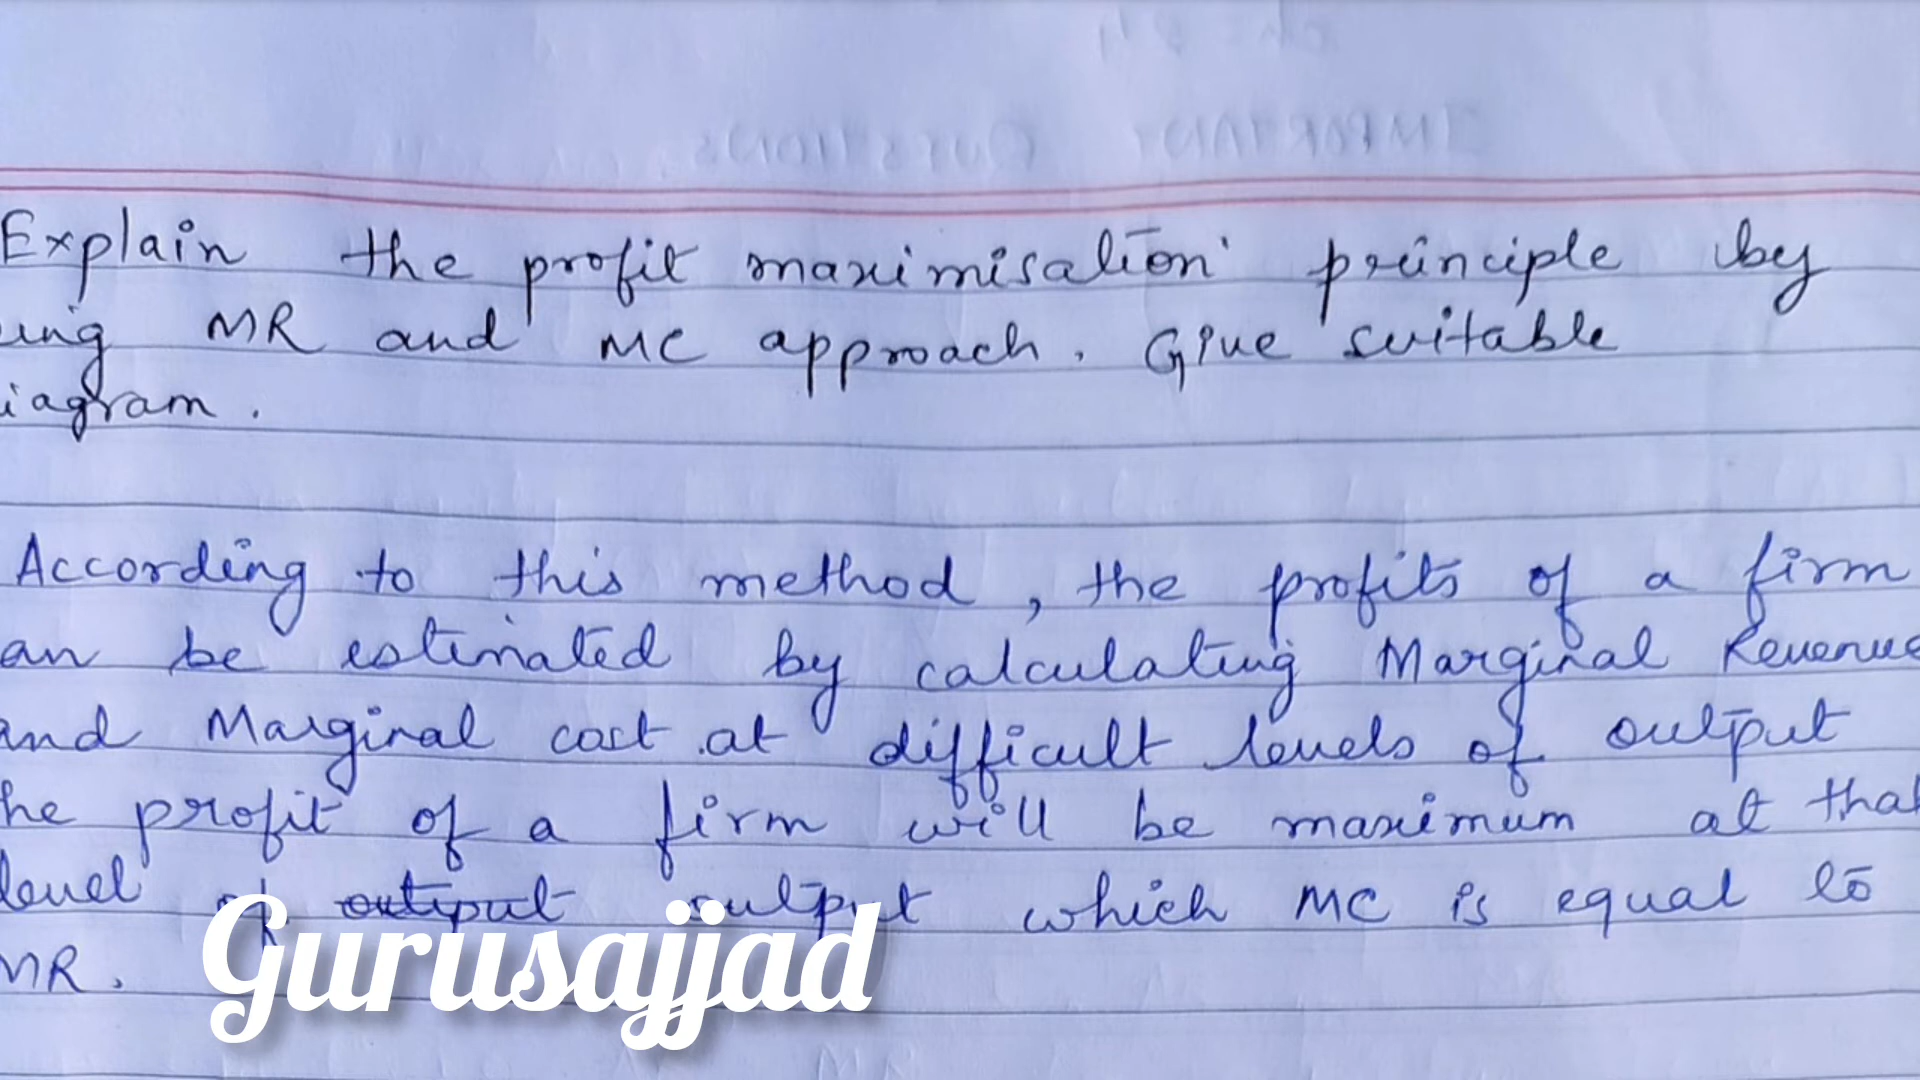 Explain the profit maximisation principle by
ing MR and MC approach. Give suitable
iagram.
According to this method, the profits of a firm
an be estimated by calculating Marginal Revenue
and Marginal cost at difficult levels of output
he profit of a firm will be maximum at that
level of output output which MC is equal to
MR.
Gurusajjad